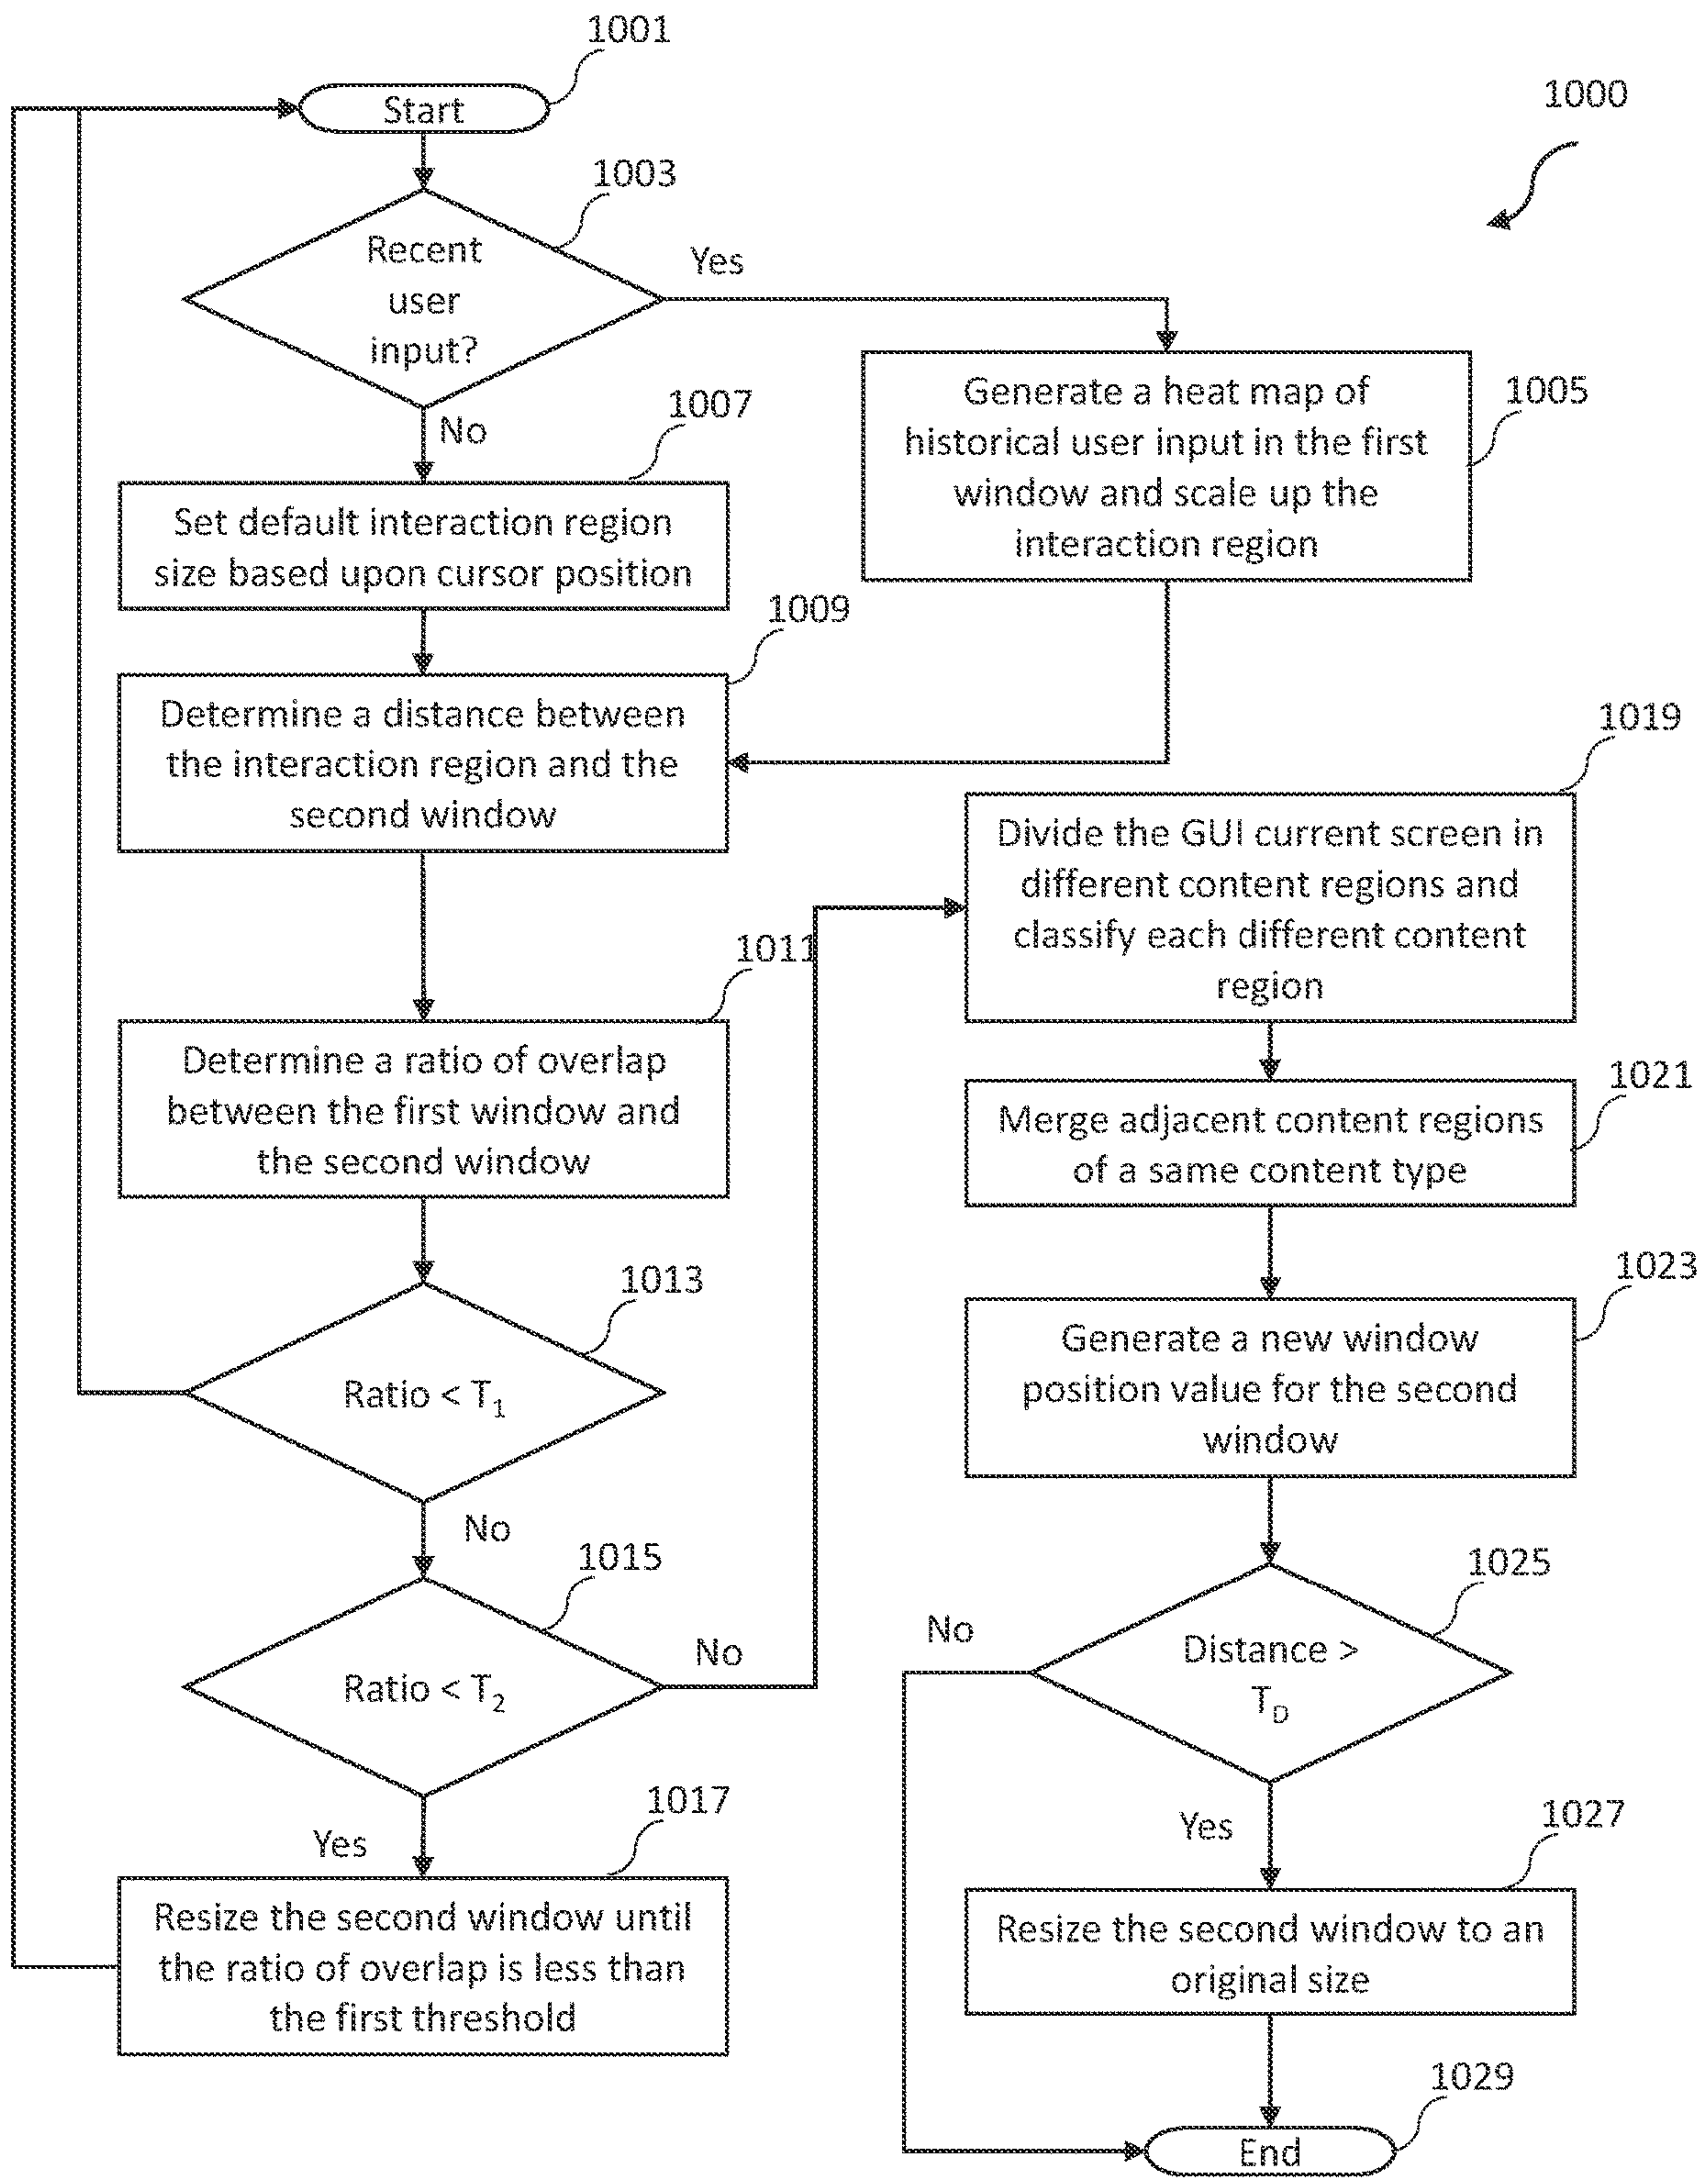 1001
Start
1000
1003
Recent
user
input?
Yes
No
1007
Set default interaction region
size based upon cursor position
Generate a heat map of
historical user input in the first
window and scale up the
interaction region
1005
1009
Determine a distance between
the interaction region and the
second window
1011
Determine a ratio of overlap
between the first window and
the second window
1013
Ratio < T1
No
1015
Ratio < T2
No
Yes
1017
Resize the second window until
the ratio of overlap is less than
the first threshold
1019
Divide the GUI current screen in
different content regions and
classify each different content
region
1021
Merge adjacent content regions
of a same content type
1023
Generate a new window
position value for the second
window
1025
Distance >
TD
No
Yes
1027
Resize the second window to an
original size
1029
End